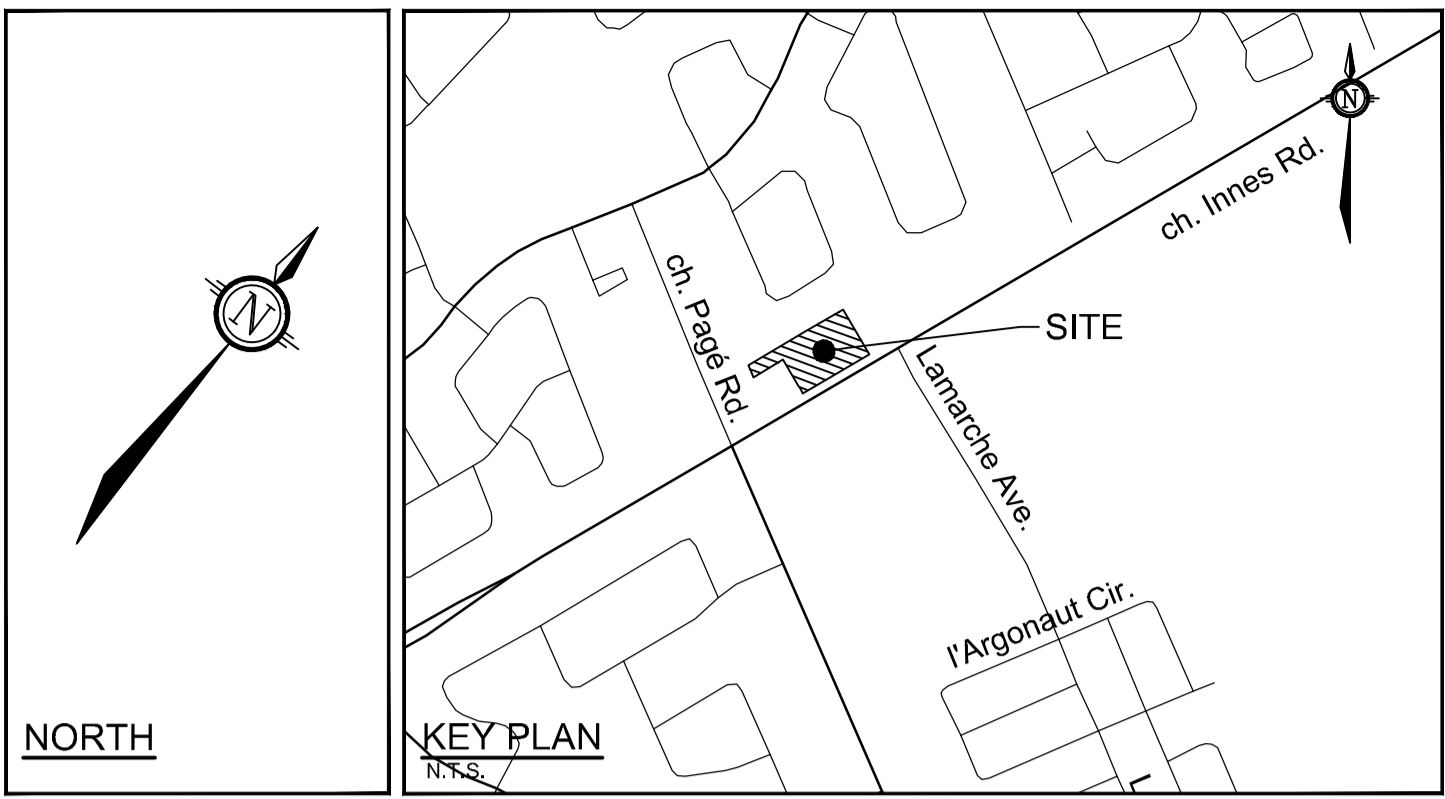 N
NORTH
N
ch. Innes Rd.
ch. Pagé Rd.
SITE
Lamarche Ave.
l'Argonaut Cir.
L
KEY PLAN
N.T.S.